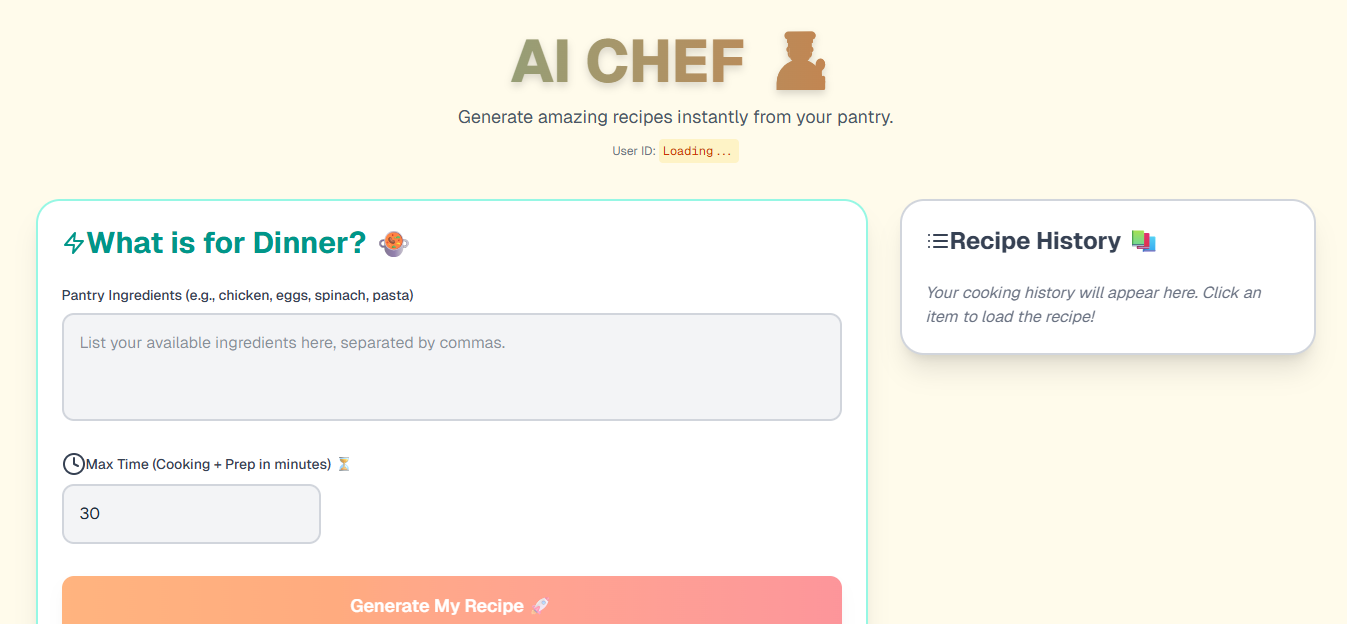 AI CHEF
Generate amazing recipes instantly from your pantry.
User ID: Loading...
What is for Dinner?
Pantry Ingredients (e.g., chicken, eggs, spinach, pasta)
List your available ingredients here, separated by commas.
Max Time (Cooking + Prep in minutes)
30
Generate My Recipe
Recipe History
Your cooking history will appear here. Click an
item to load the recipe!